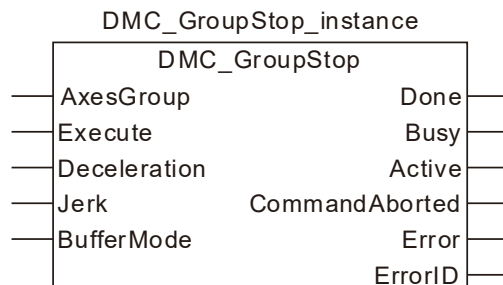 DMC_GroupStop_instance
DMC_GroupStop
AxesGroup Done
Execute Busy
Deceleration Active
Jerk CommandAborted
BufferMode Error
ErrorID